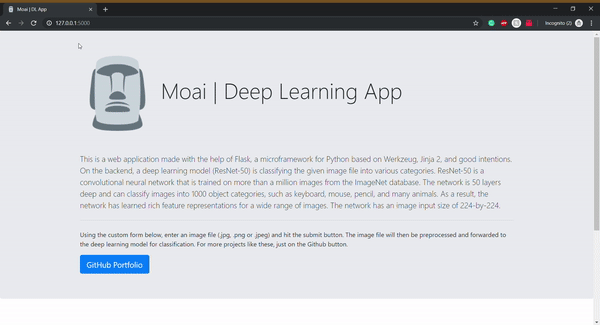 Moai | DL App
127.0.0.1:5000
Incognito (2)
Moai | Deep Learning App
This is a web application made with the help of Flask, a microframework for Python based on Werkzeug, Jinja 2, and good intentions.
On the backend, a deep learning model (ResNet-50) is classifying the given image file into various categories. ResNet-50 is a
convolutional neural network that is trained on more than a million images from the ImageNet database. The network is 50 layers
deep and can classify images into 1000 object categories, such as keyboard, mouse, pencil, and many animals. As a result, the
network has learned rich feature representations for a wide range of images. The network has an image input size of 224-by-224.
Using the custom form below, enter an image file (.jpg, .png or .jpeg) and hit the submit button. The image file will then be preprocessed and forwarded to
the deep learning model for classification. For more projects like these, just on the Github button.
GitHub Portfolio